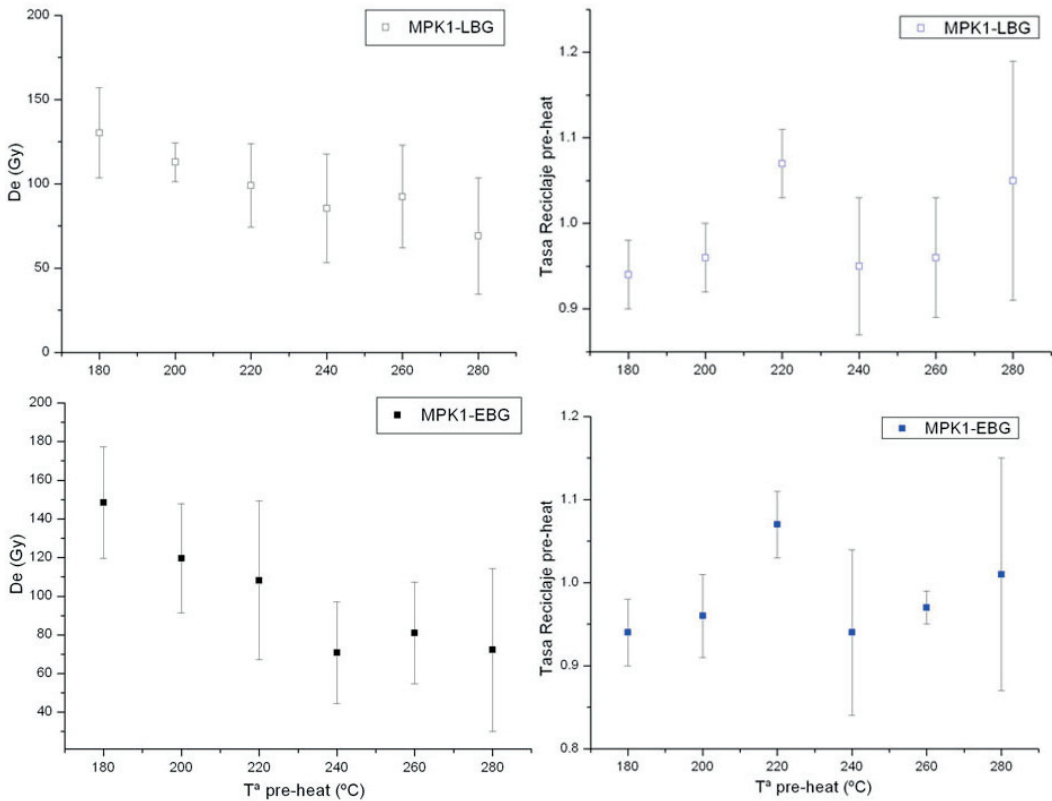 MPK1-LBG
De (Gy)
200
150
100
50
0
180 200 220 240 260 280
MPK1-LBG
Tasa Reciclaje pre-heat
1.2
1.1
1.0
0.9
180 200 220 240 260 280
MPK1-EBG
De (Gy)
200
180
160
140
120
100
80
60
40
180 200 220 240 260 280
Tª pre-heat (ºC)
MPK1-EBG
Tasa Reciclaje pre-heat
1.2
1.1
1.0
0.9
0.8
180 200 220 240 260 280
Tª pre-heat (ºC)